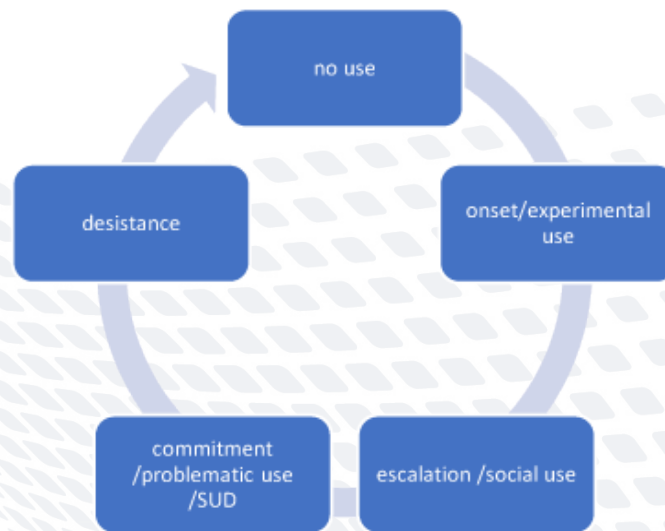 no use
onset/experimental
use
escalation /social use
commitment
/problematic use
/SUD
desistance